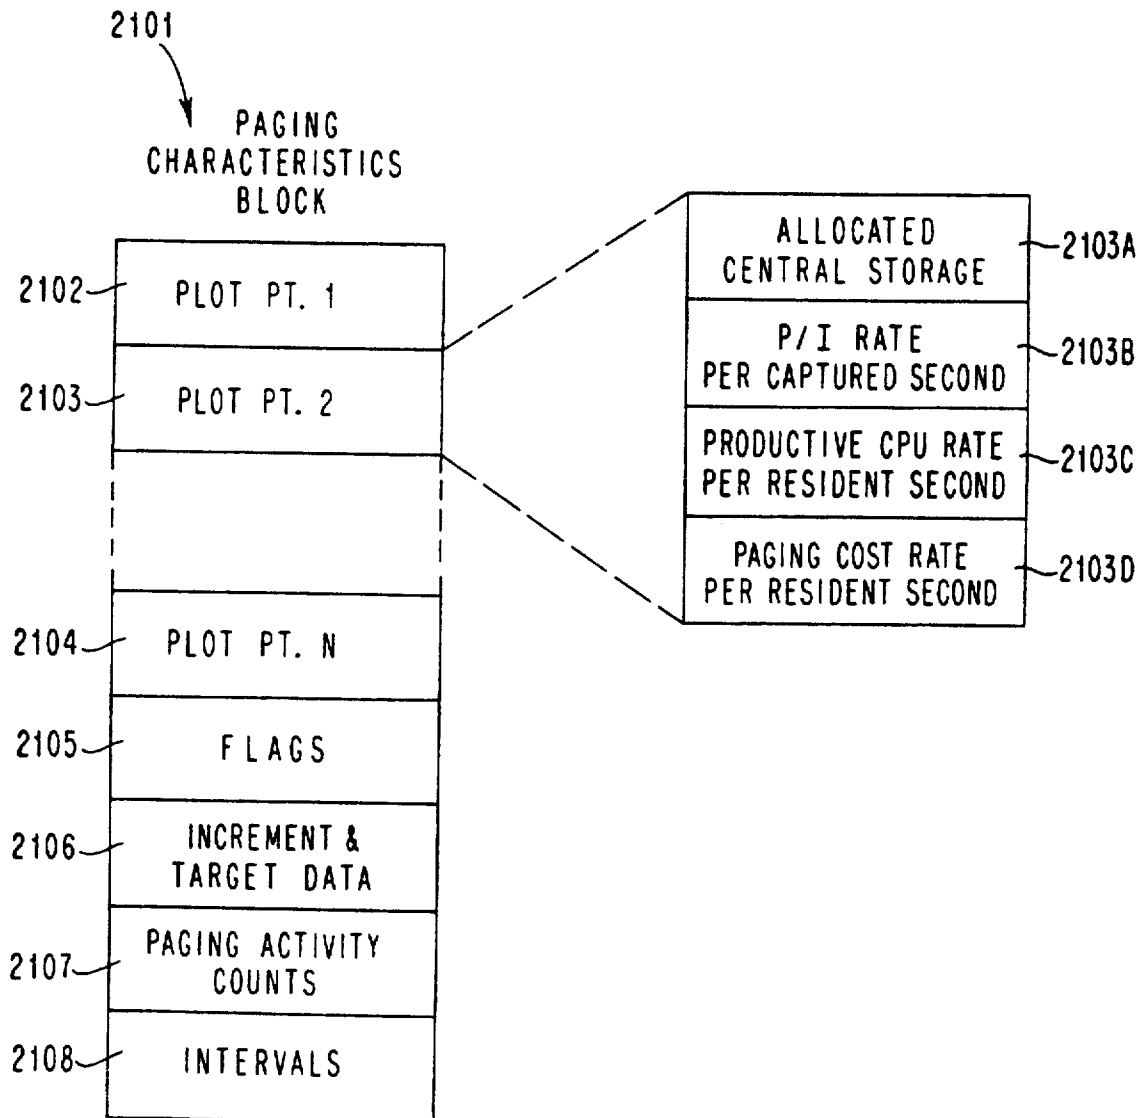 2101
PAGING
CHARACTERISTICS
BLOCK
2102
PLOT PT. 1
2103
PLOT PT. 2
2104
PLOT PT. N
2105
FLAGS
2106
INCREMENT &
TARGET DATA
2107
PAGING ACTIVITY
COUNTS
2108
INTERVALS
ALLOCATED
CENTRAL STORAGE
2103A
P/I RATE
PER CAPTURED SECOND
2103B
PRODUCTIVE CPU RATE
PER RESIDENT SECOND
2103C
PAGING COST RATE
PER RESIDENT SECOND
2103D